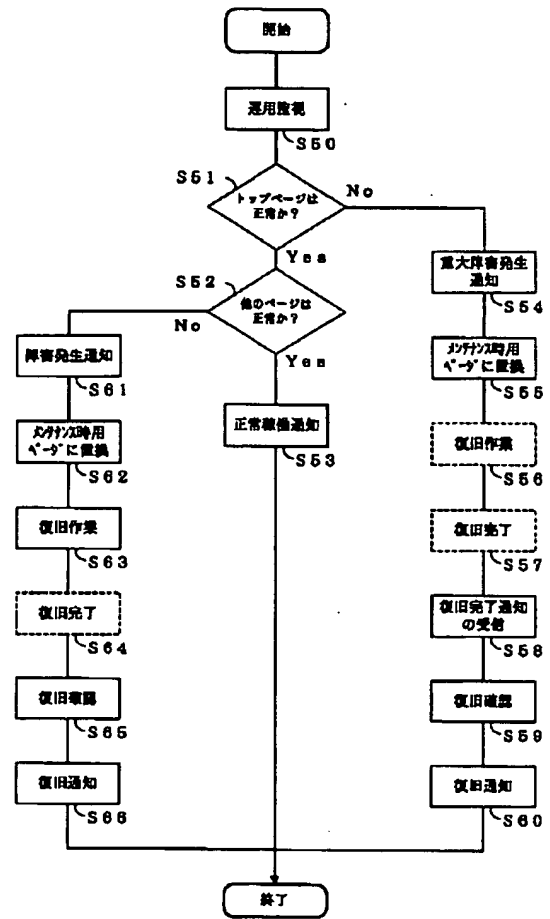 開始
運用監視
S50
S51
トップページは
正常か?
No
Yes
S52
他のページは
正常か?
No
Yes
重大障害発生
通知
S54
障害発生通知
S61
メンテナンス時用
ページに置換
S55
正常稼働通知
S53
メンテナンス時用
ページに置換
S62
復旧作業
S56
復旧作業
S63
復旧完了
S57
復旧完了
S64
復旧完了通知
の受信
S58
復旧確認
S65
復旧確認
S59
復旧通知
S66
復旧通知
S60
終了